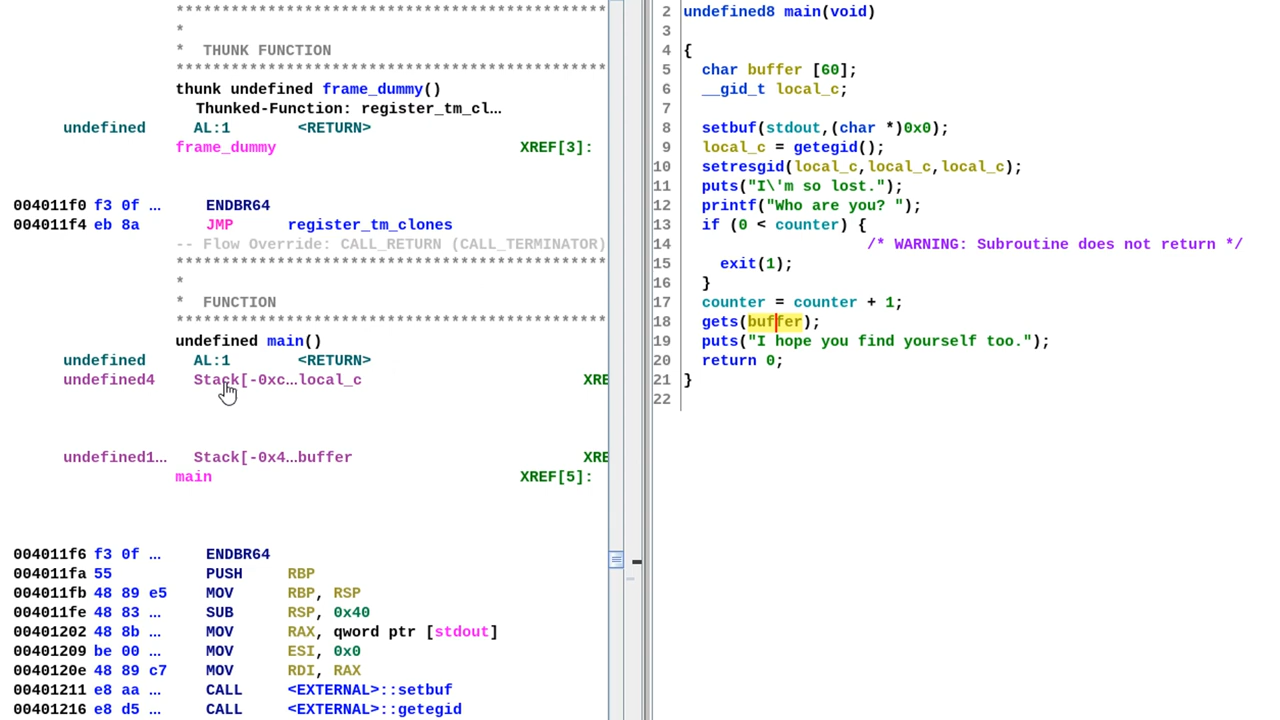 ******************************************************
*
*  THUNK FUNCTION
******************************************************
thunk undefined frame_dummy()
Thunked-Function: register_tm_cl...
undefined AL:1 <RETURN>
frame_dummy XREF[3]:
004011f0 f3 0f ... ENDBR64
004011f4 eb 8a JMP register_tm_clones
-- Flow Override: CALL_RETURN (CALL_TERMINATOR)
******************************************************
*
*  FUNCTION
******************************************************
undefined main()
undefined AL:1 <RETURN>
undefined4 Stack[-0xc...local_c XRE
undefined1... Stack[-0x4...buffer XRE
main XREF[5]:
004011f6 f3 0f ... ENDBR64
004011fa 55 PUSH RBP
004011fb 48 89 e5 MOV RBP, RSP
004011fe 48 83 ... SUB RSP, 0x40
00401202 48 8b ... MOV RAX, qword ptr [stdout]
00401209 be 00 ... MOV ESI, 0x0
0040120e 48 89 c7 MOV RDI, RAX
00401211 e8 aa ... CALL <EXTERNAL>::setbuf
00401216 e8 d5 ... CALL <EXTERNAL>::getegid
2 undefined8 main(void)
3
4 {
5 char buffer [60];
6 __gid_t local_c;
7
8 setbuf(stdout,(char *)0x0);
9 local_c = getegid();
10 setresgid(local_c,local_c,local_c);
11 puts("I\'m so lost.");
12 printf("Who are you? ");
13 if (0 < counter) {
14 /* WARNING: Subroutine does not return */
15 exit(1);
16 }
17 counter = counter + 1;
18 gets(buffer);
19 puts("I hope you find yourself too.");
20 return 0;
21 }
22